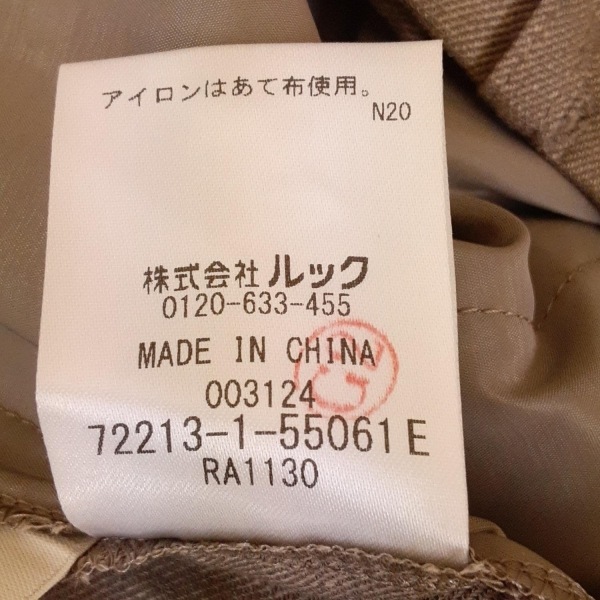 アイロンはあて布使用。
N20
株式会社 ルック
0120-633-455
MADE IN CHINA
003124
72213-1-55061 E
RA1130